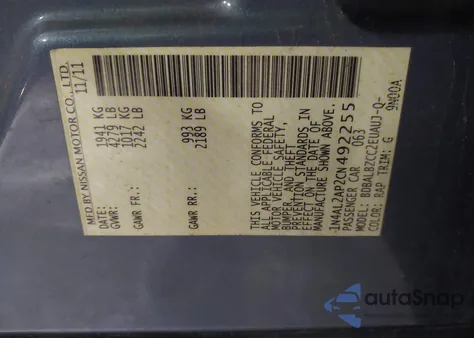 MFD BY NISSAN MOTOR CO., LTD.
DATE: 11/11
GVWR: 1941 KG
4279 LB
GAWR FR: 1017 KG
2242 LB
GAWR RR: 993 KG
2189 LB
THIS VEHICLE CONFORMS TO
ALL APPLICABLE FEDERAL
MOTOR VEHICLE SAFETY,
BUMPER, AND THEFT
PREVENTION STANDARDS IN
EFFECT ON THE DATE OF
MANUFACTURE SHOWN ABOVE.
1N4AL2AP2CN492255
PASSENGER CAR 063
MODEL: BDBALBZCC2EUAUJ-Q-
COLOR: RAP TRIM: G 9N00A
autoSnap